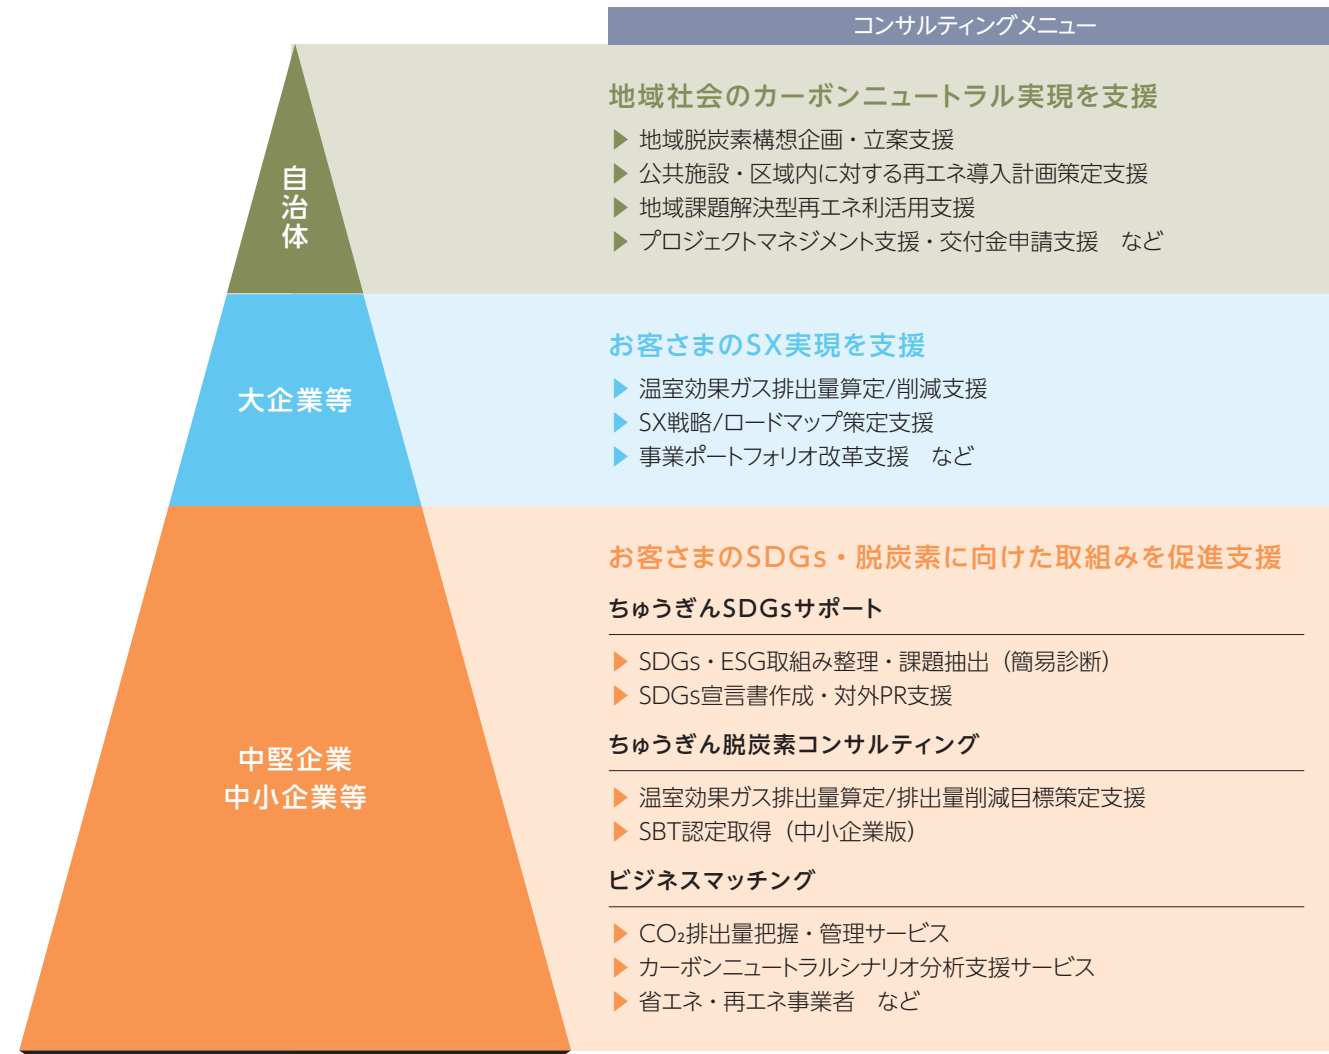 コンサルティングメニュー
自治体
地域社会のカーボンニュートラル実現を支援
▶ 地域脱炭素構想企画・立案支援
▶ 公共施設・区域内に対する再エネ導入計画策定支援
▶ 地域課題解決型再エネ利活用支援
▶ プロジェクトマネジメント支援・交付金申請支援　など
大企業等
お客さまのSX実現を支援
▶ 温室効果ガス排出量算定/削減支援
▶ SX戦略/ロードマップ策定支援
▶ 事業ポートフォリオ改革支援　など
中堅企業
中小企業等
お客さまのSDGs・脱炭素に向けた取組みを促進支援
ちゅうぎんSDGsサポート
▶ SDGs・ESG取組み整理・課題抽出（簡易診断）
▶ SDGs宣言書作成・対外PR支援
ちゅうぎん脱炭素コンサルティング
▶ 温室効果ガス排出量算定/排出量削減目標策定支援
▶ SBT認定取得（中小企業版）
ビジネスマッチング
▶ CO₂排出量把握・管理サービス
▶ カーボンニュートラルシナリオ分析支援サービス
▶ 省エネ・再エネ事業者　など